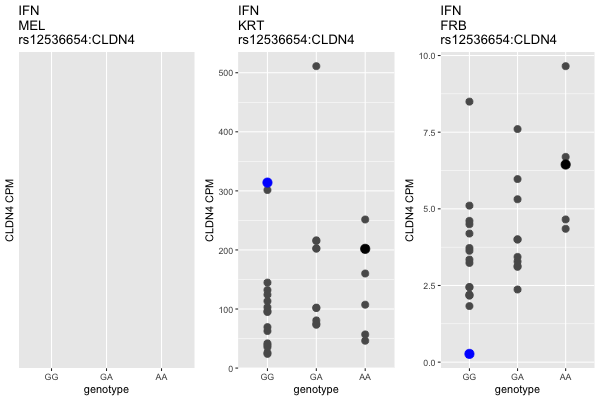 IFN
MEL
rs12536654:CLDN4
CLDN4 CPM
GG GA AA
genotype
IFN
KRT
rs12536654:CLDN4
CLDN4 CPM
500
400
300
200
100
0
GG GA AA
genotype
IFN
FRB
rs12536654:CLDN4
CLDN4 CPM
10.0
7.5
5.0
2.5
0.0
GG GA AA
genotype